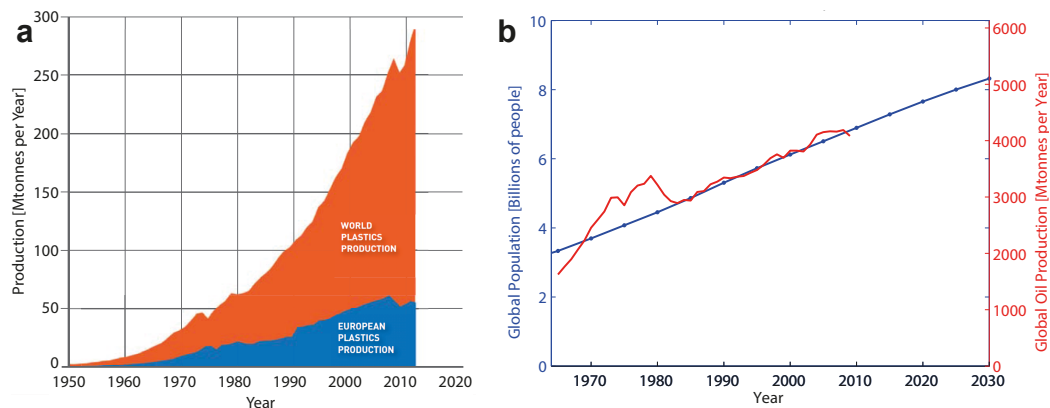 a
Production [Mtonnes per Year]
300
250
200
150
100
50
0
WORLD
PLASTICS
PRODUCTION
EUROPEAN
PLASTICS
PRODUCTION
1950 1960 1970 1980 1990 2000 2010 2020
Year
b
Global Population [Billions of people]
10
8
6
4
2
0
1970 1980 1990 2000 2010 2020 2030
Year
6000
5000
4000
3000
2000
1000
0
Global Oil Production [Mtonnes per Year]